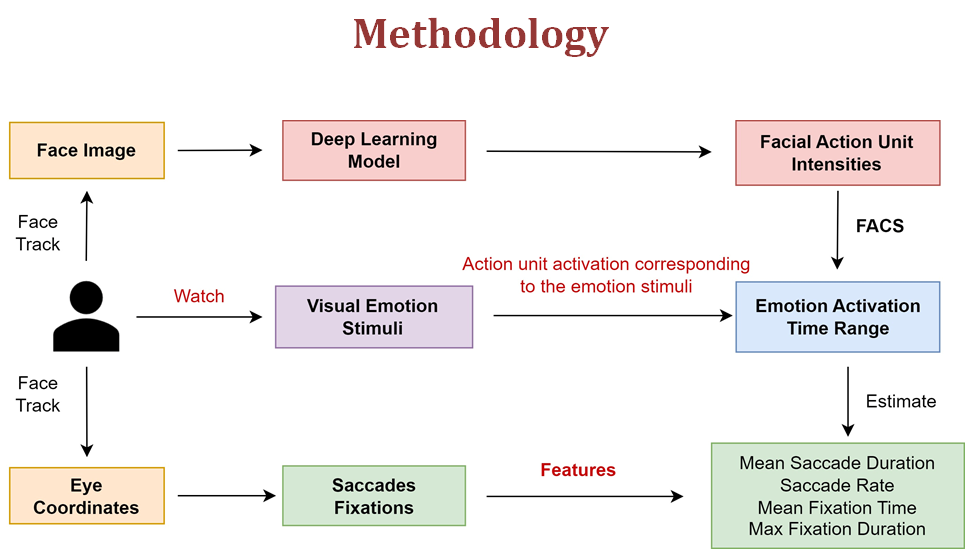 Methodology
Face Image
Deep Learning
Model
Facial Action Unit
Intensities
Face
Track
FACS
Watch
Visual Emotion
Stimuli
Action unit activation corresponding
to the emotion stimuli
Emotion Activation
Time Range
Face
Track
Estimate
Eye
Coordinates
Saccades
Fixations
Features
Mean Saccade Duration
Saccade Rate
Mean Fixation Time
Max Fixation Duration